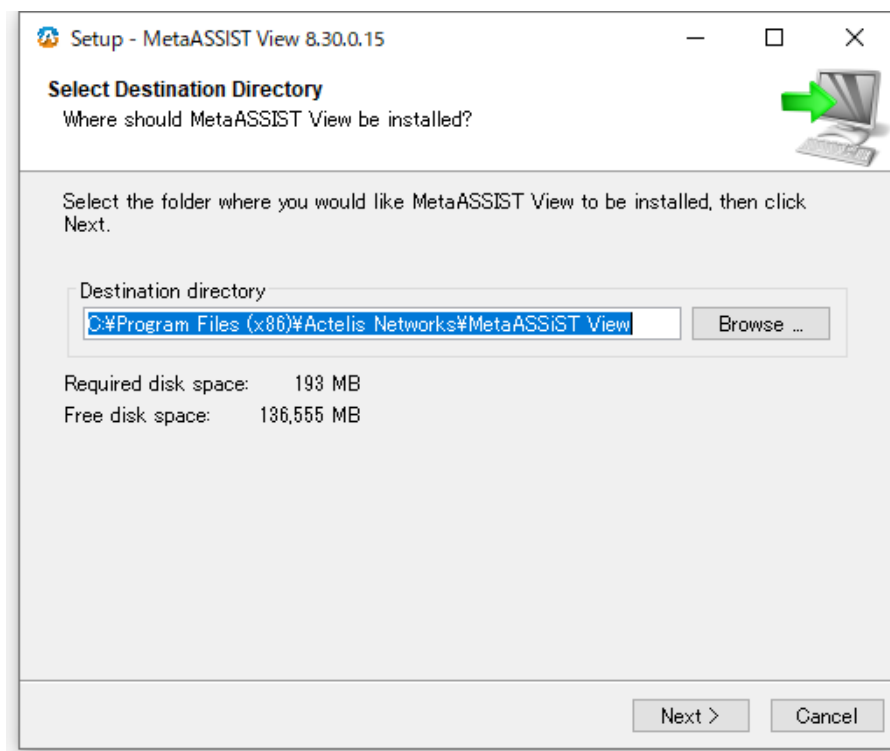 Setup - MetaASSIST View 8.30.0.15
Select Destination Directory
Where should MetaASSIST View be installed?
Select the folder where you would like MetaASSIST View to be installed, then click
Next.
Destination directory
C:¥Program Files (x86)¥Actelis Networks¥MetaASSiST View
Browse ...
Required disk space: 193 MB
Free disk space: 136,555 MB
Next >
Cancel